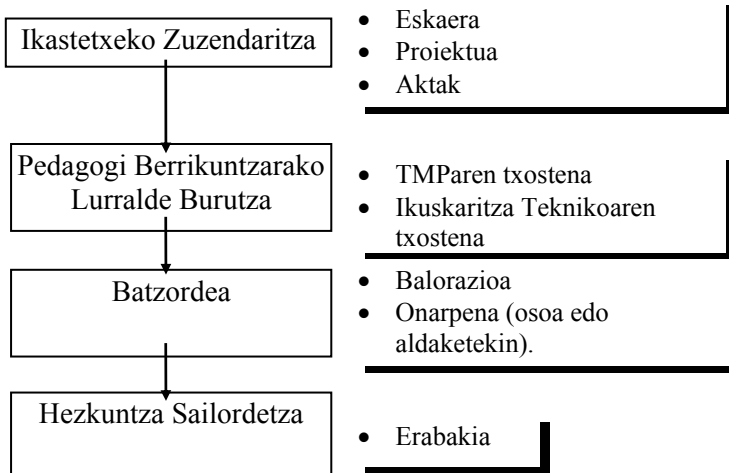 Ikastetxeko Zuzendaritza
• Eskaera
• Proiektua
• Aktak
Pedagogi Berrikuntzarako
Lurralde Burutza
• TMParen txostena
• Ikuskaritza Teknikoaren
txostena
Batzordea
• Balorazioa
• Onarpena (osoa edo
aldaketekin).
Hezkuntza Sailordetza
• Erabakia